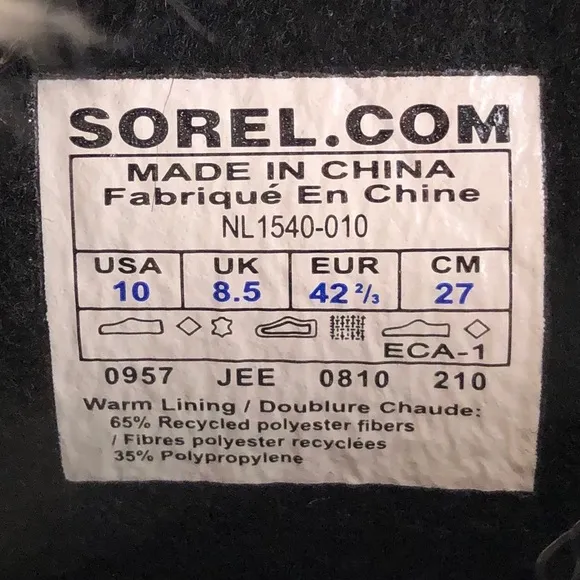 SOREL.COM
MADE IN CHINA
Fabriqué En Chine
NL1540-010
USA UK EUR CM
10 8.5 42 2/3 27
ECA-1
0957 JEE 0810 210
Warm Lining / Doublure Chaude:
65% Recycled polyester fibers
/ Fibres polyester recyclées
35% Polypropylene